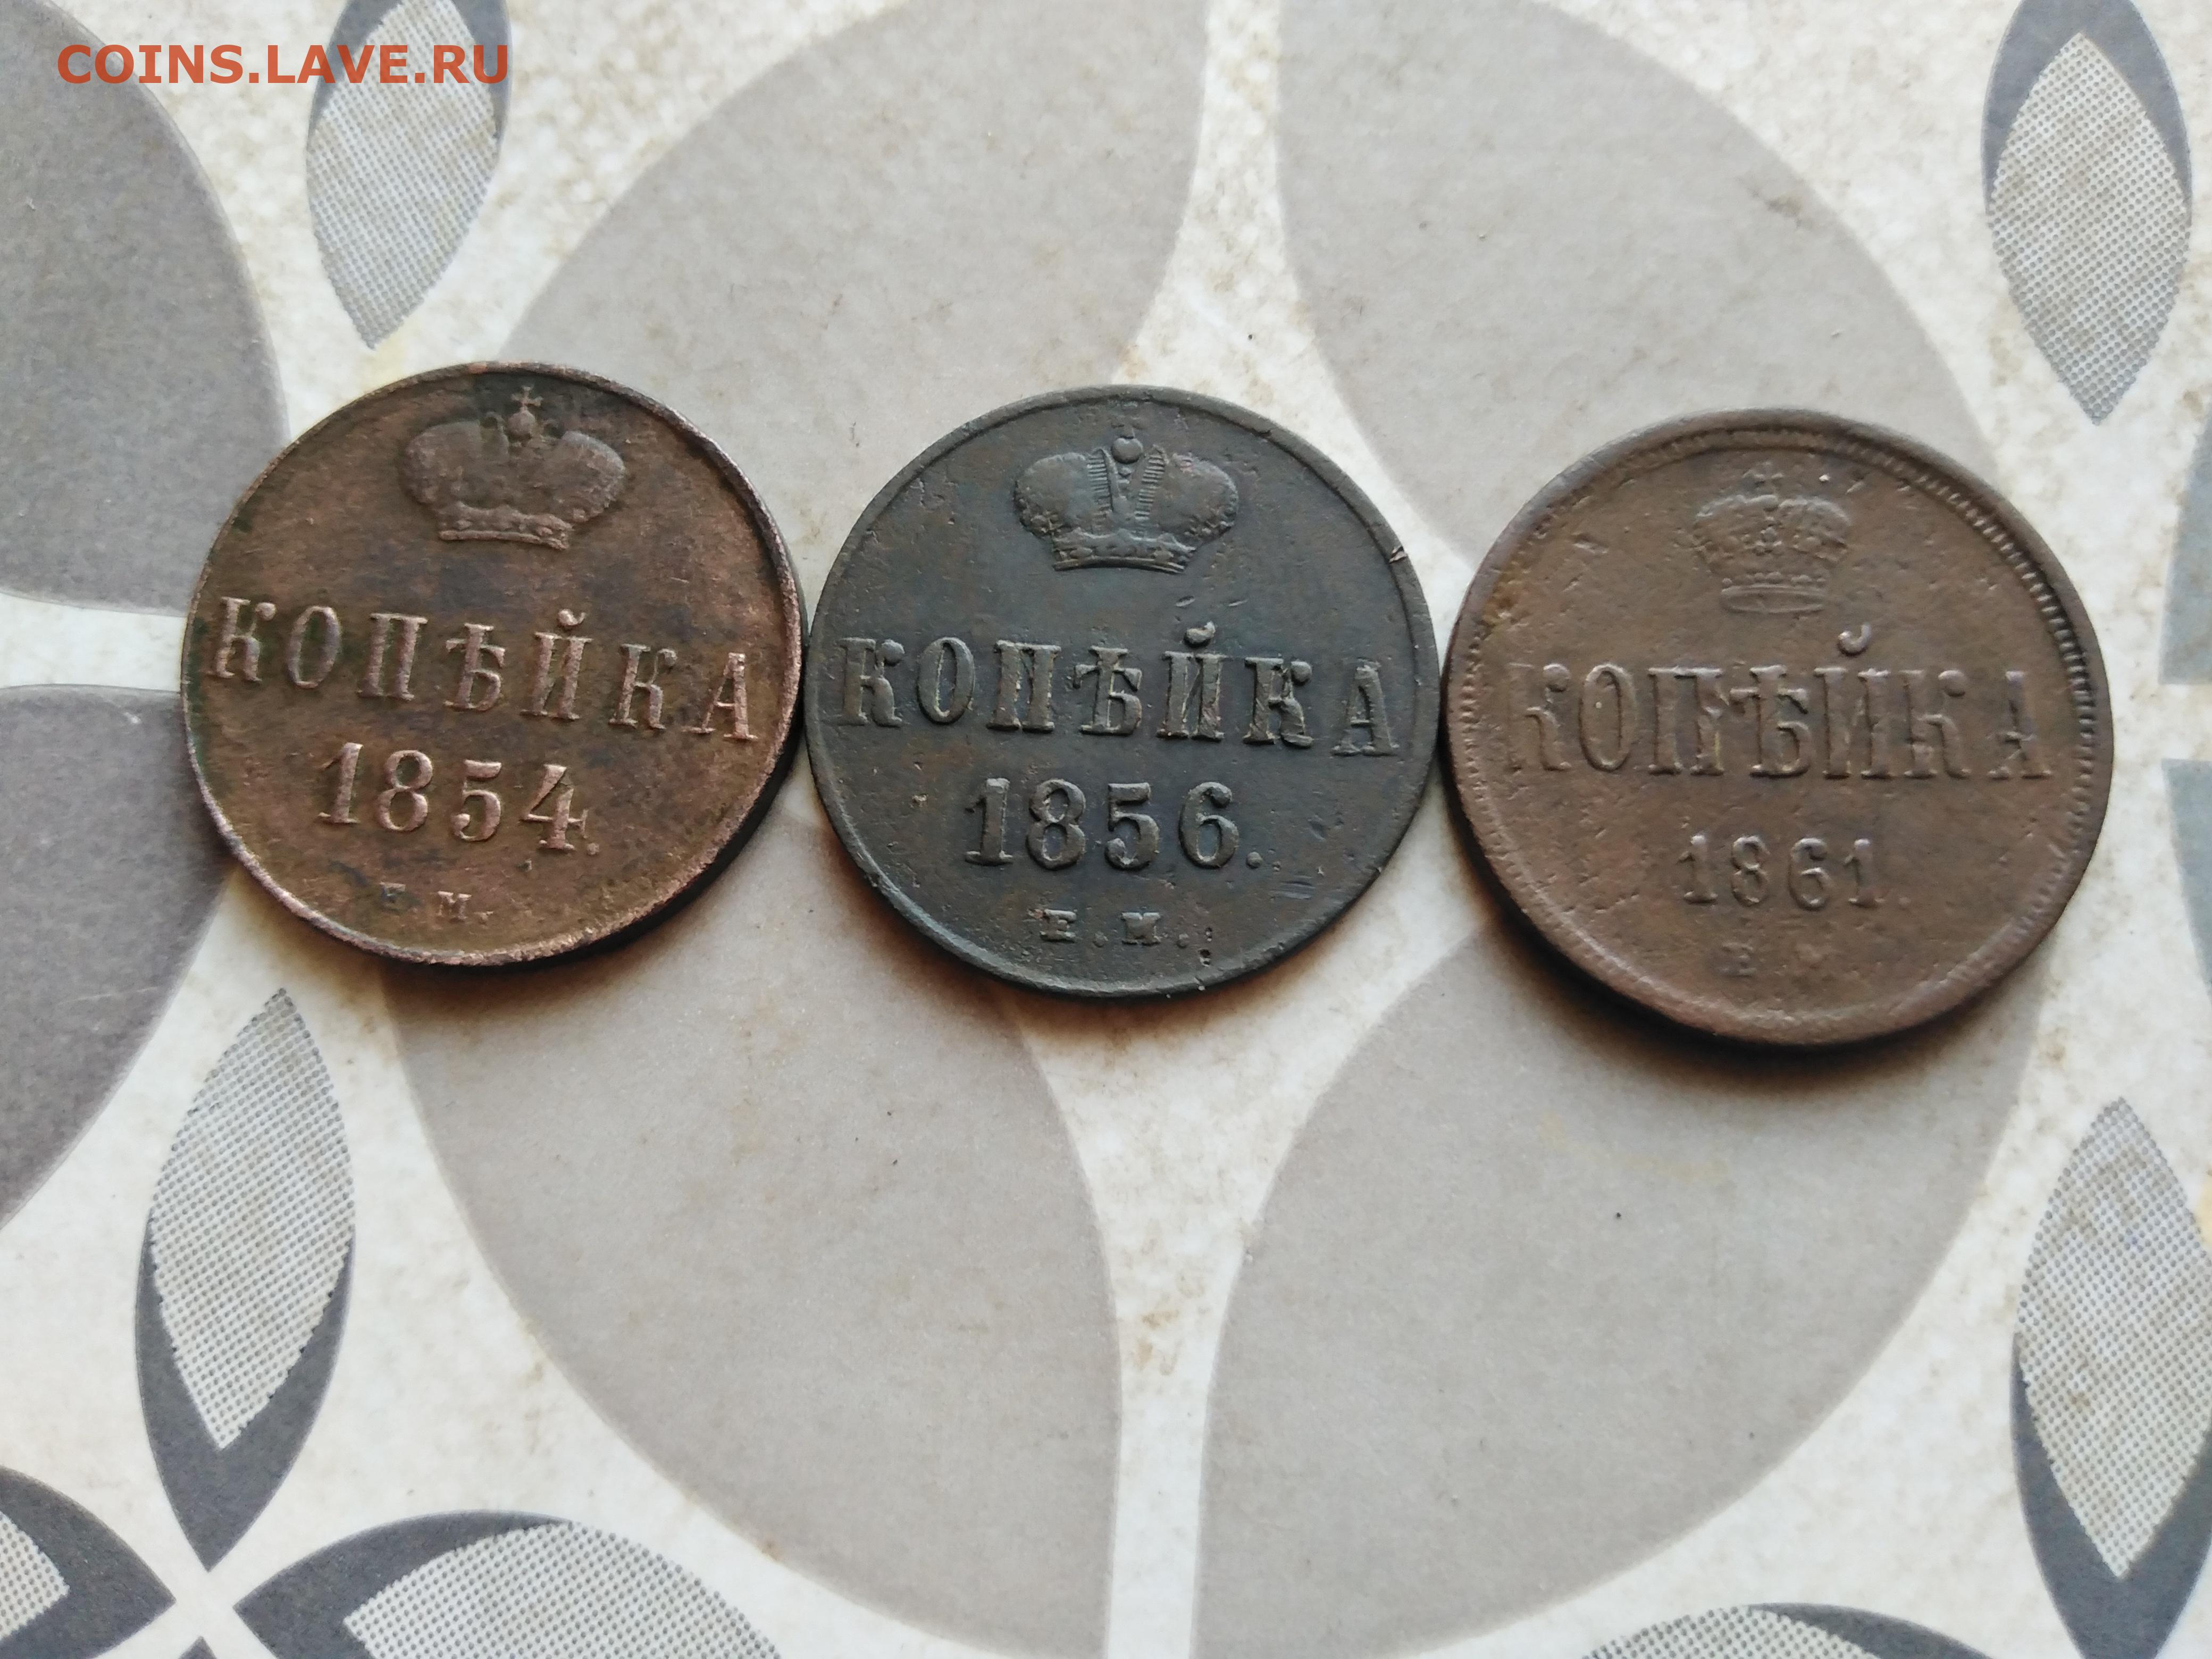 COINS.LAVE.RU
КОПѢЙКА
1854.
Е.М.
КОПѢЙКА
1856.
Е.М.
КОПѢЙКА
1861.
Е.М.